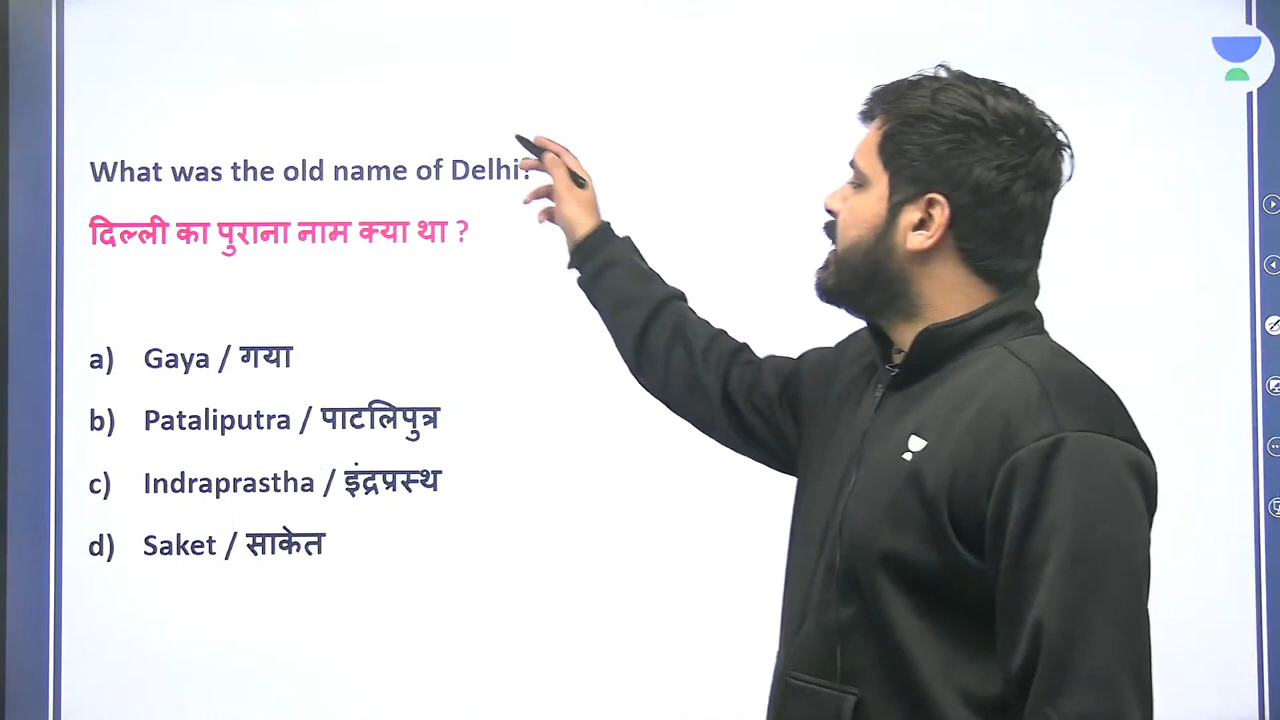 What was the old name of Delhi?
दिल्ली का पुराना नाम क्या था ?
a) Gaya / गया
b) Pataliputra / पाटलिपुत्र
c) Indraprastha / इंद्रप्रस्थ
d) Saket / साकेत